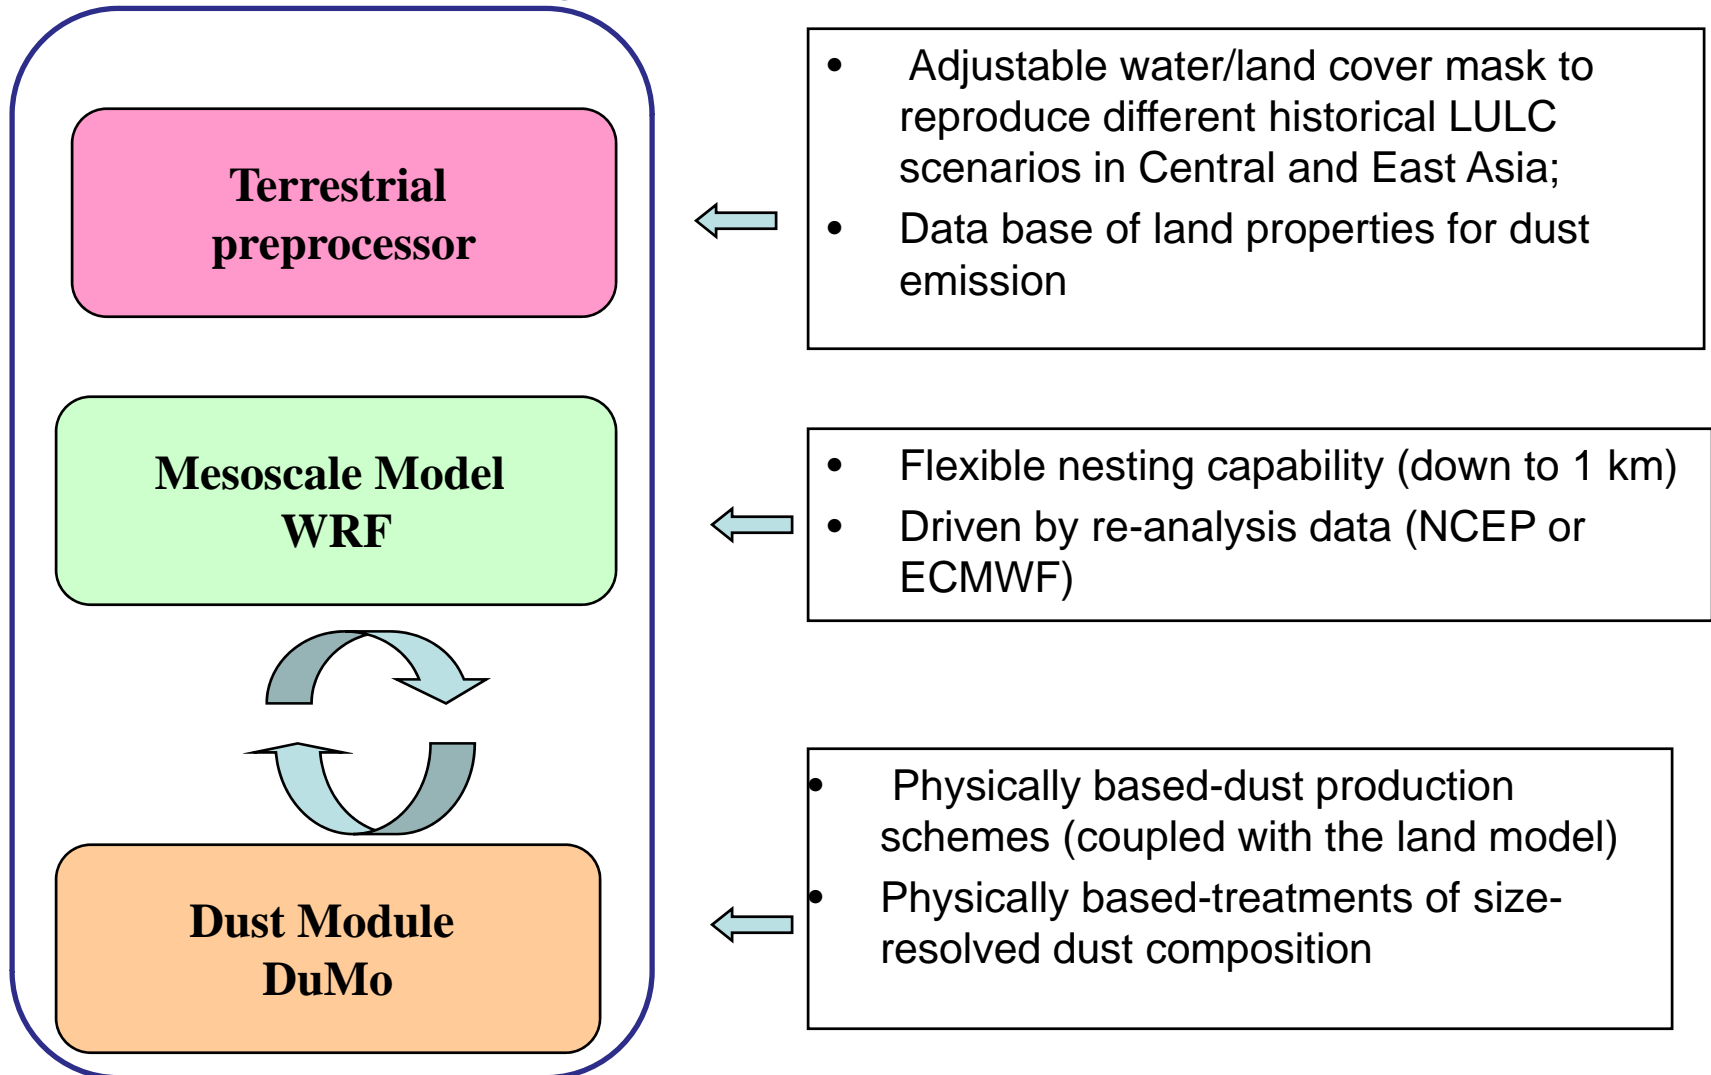 Terrestrial
preprocessor
• Adjustable water/land cover mask to
reproduce different historical LULC
scenarios in Central and East Asia;
• Data base of land properties for dust
emission
Mesoscale Model
WRF
• Flexible nesting capability (down to 1 km)
• Driven by re-analysis data (NCEP or
ECMWF)
Dust Module
DuMo
• Physically based-dust production
schemes (coupled with the land model)
• Physically based-treatments of size-
resolved dust composition